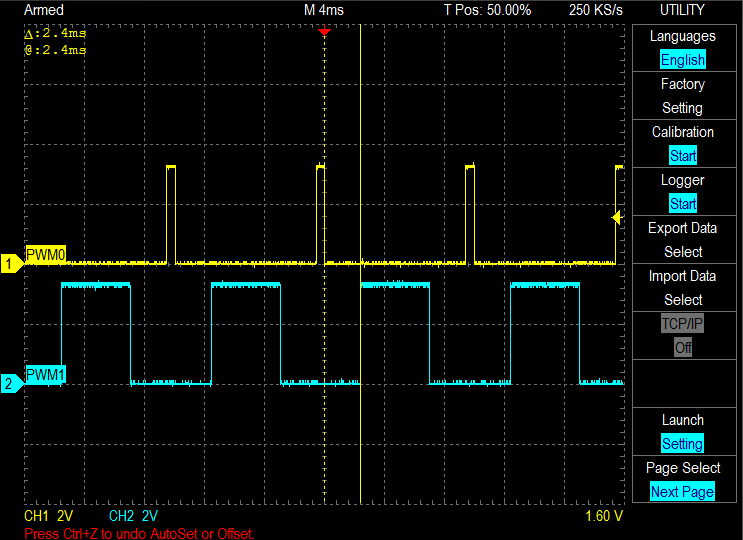 Armed M 4ms T Pos: 50.00% 250 KS/s UTILITY
Δ:2.4ms
@:2.4ms
Languages
English
Factory
Setting
Calibration
Start
Logger
Start
Export Data
Select
Import Data
Select
TCP/IP
Off
PWM0
1
PWM1
2
Launch
Setting
Page Select
Next Page
CH1 2V CH2 2V 1.60 V
Press Ctrl+Z to undo AutoSet or Offset.